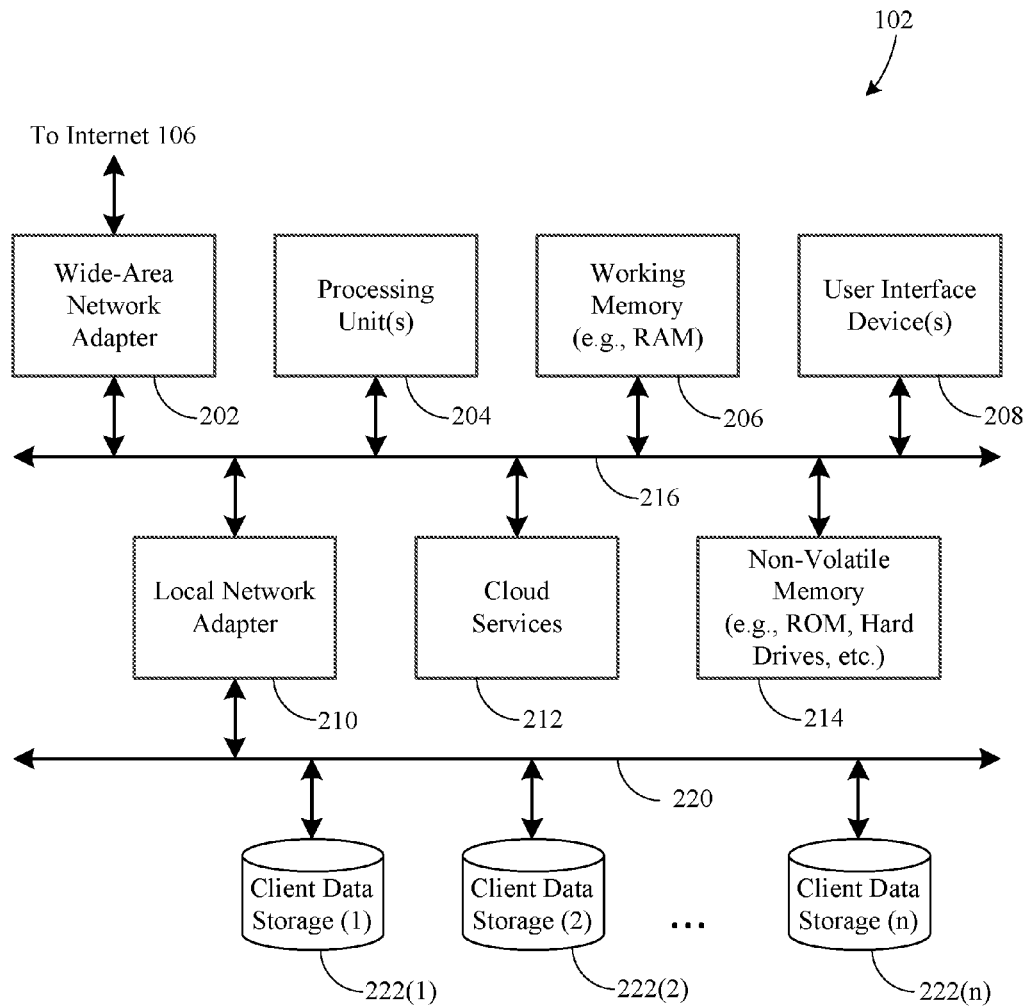 102
To Internet 106
Wide-Area
Network
Adapter
Processing
Unit(s)
Working
Memory
(e.g., RAM)
User Interface
Device(s)
202
204
206
208
216
Local Network
Adapter
Cloud
Services
Non-Volatile
Memory
(e.g., ROM, Hard
Drives, etc.)
210
212
214
220
Client Data
Storage (1)
Client Data
Storage (2)
...
Client Data
Storage (n)
222(1)
222(2)
222(n)